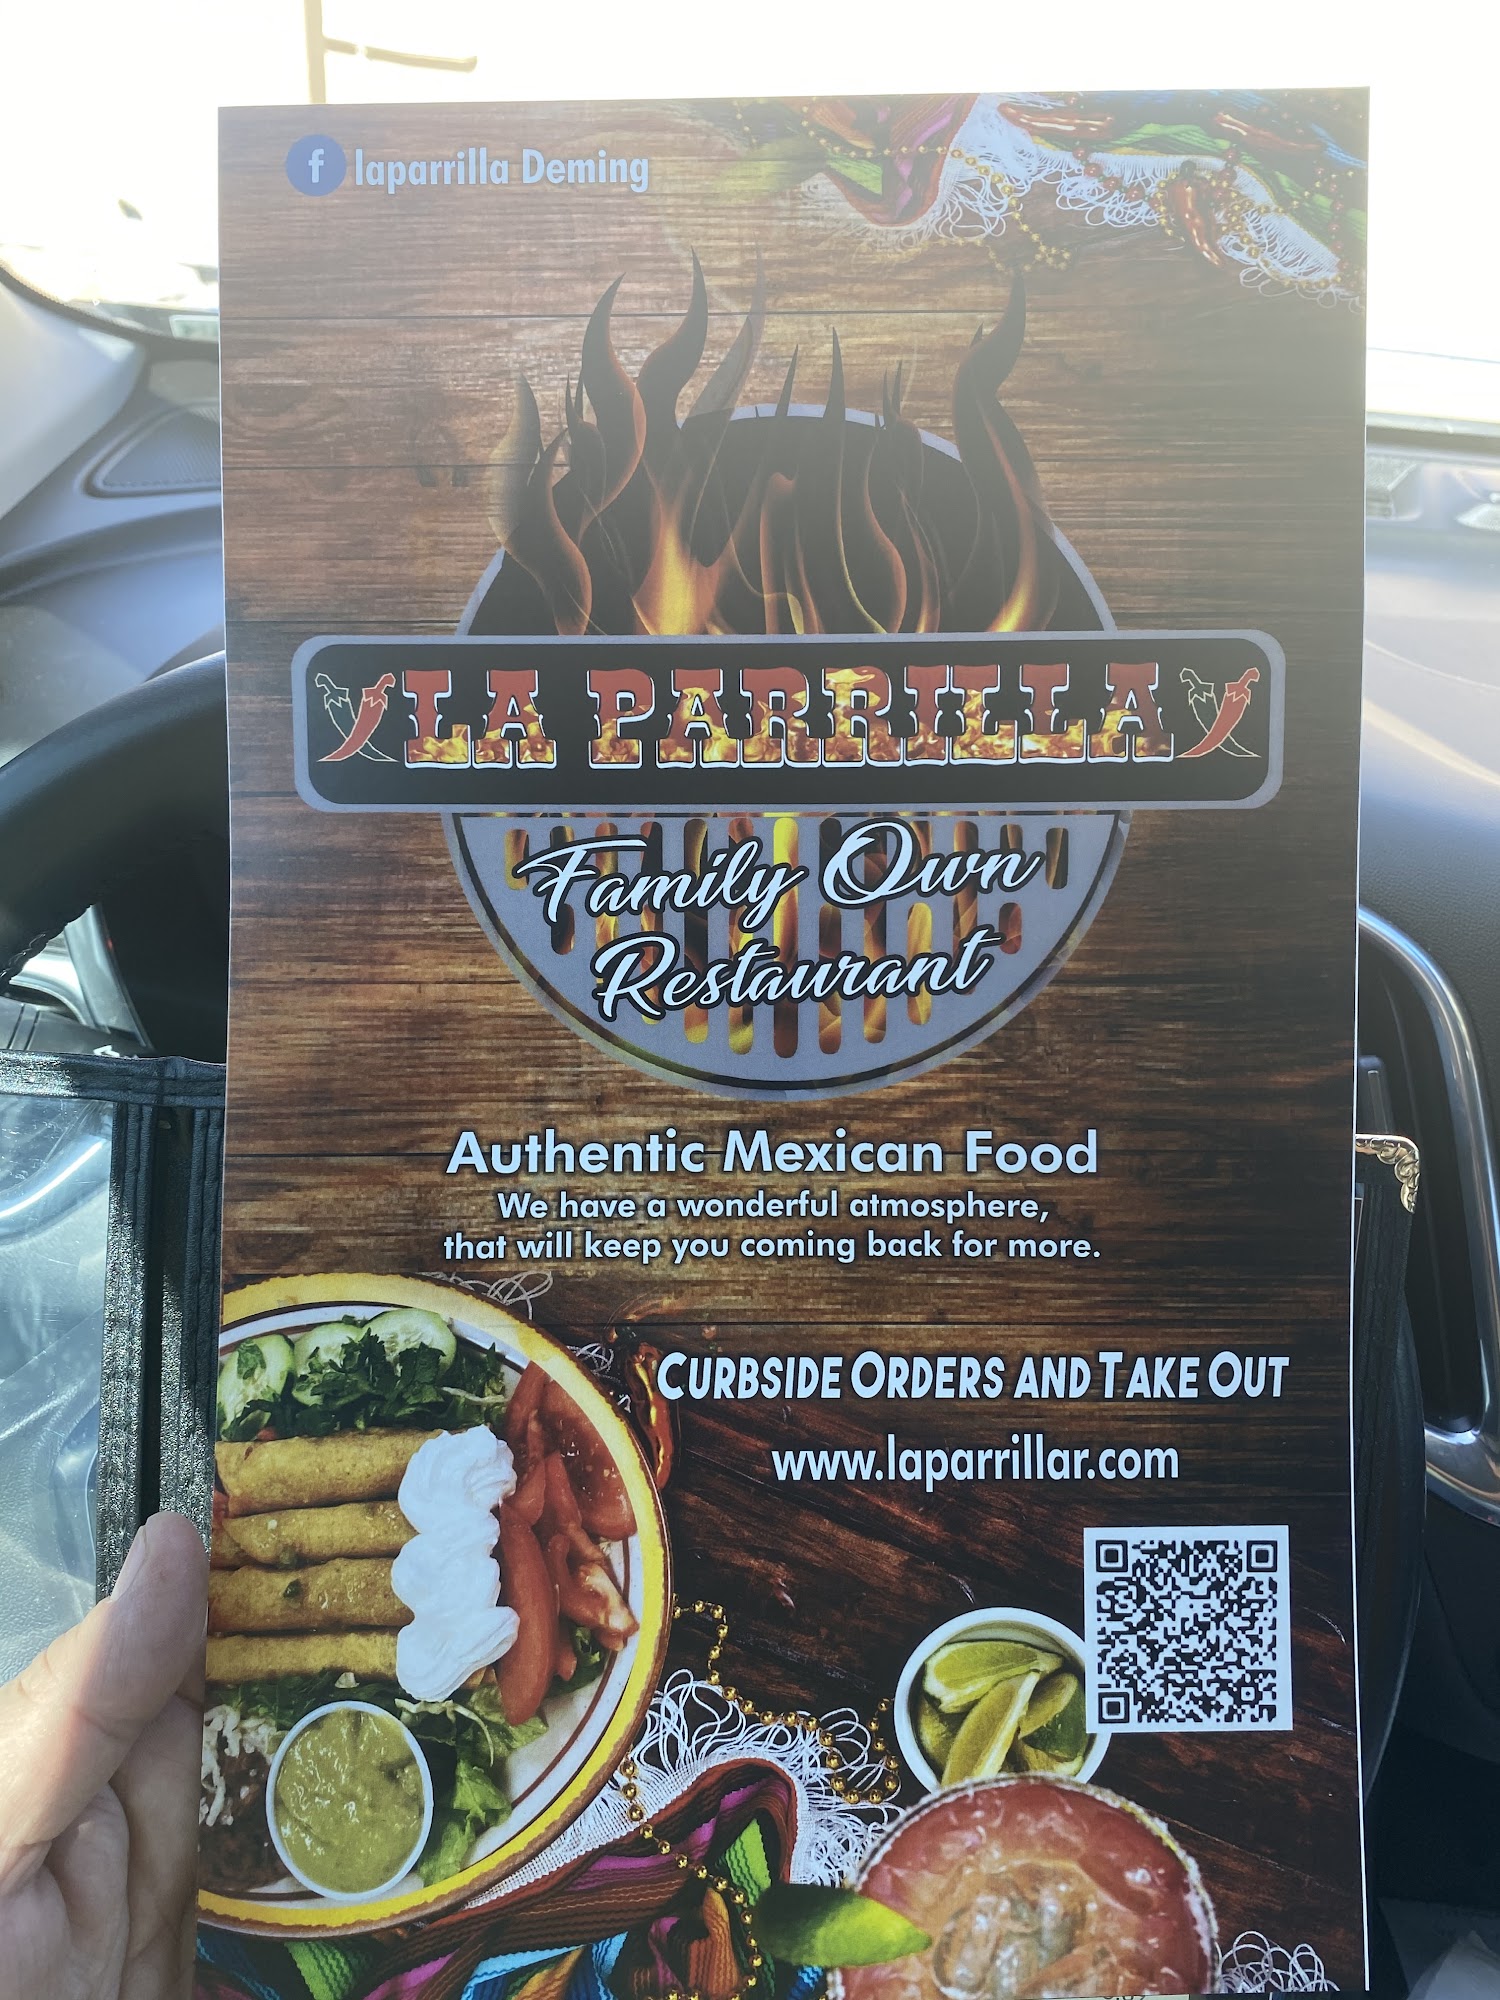 f laparrilla Deming
LA PARRILLA
Family Own
Restaurant
Authentic Mexican Food
We have a wonderful atmosphere,
that will keep you coming back for more.
CURBSIDE ORDERS AND TAKE OUT
www.laparrillar.com